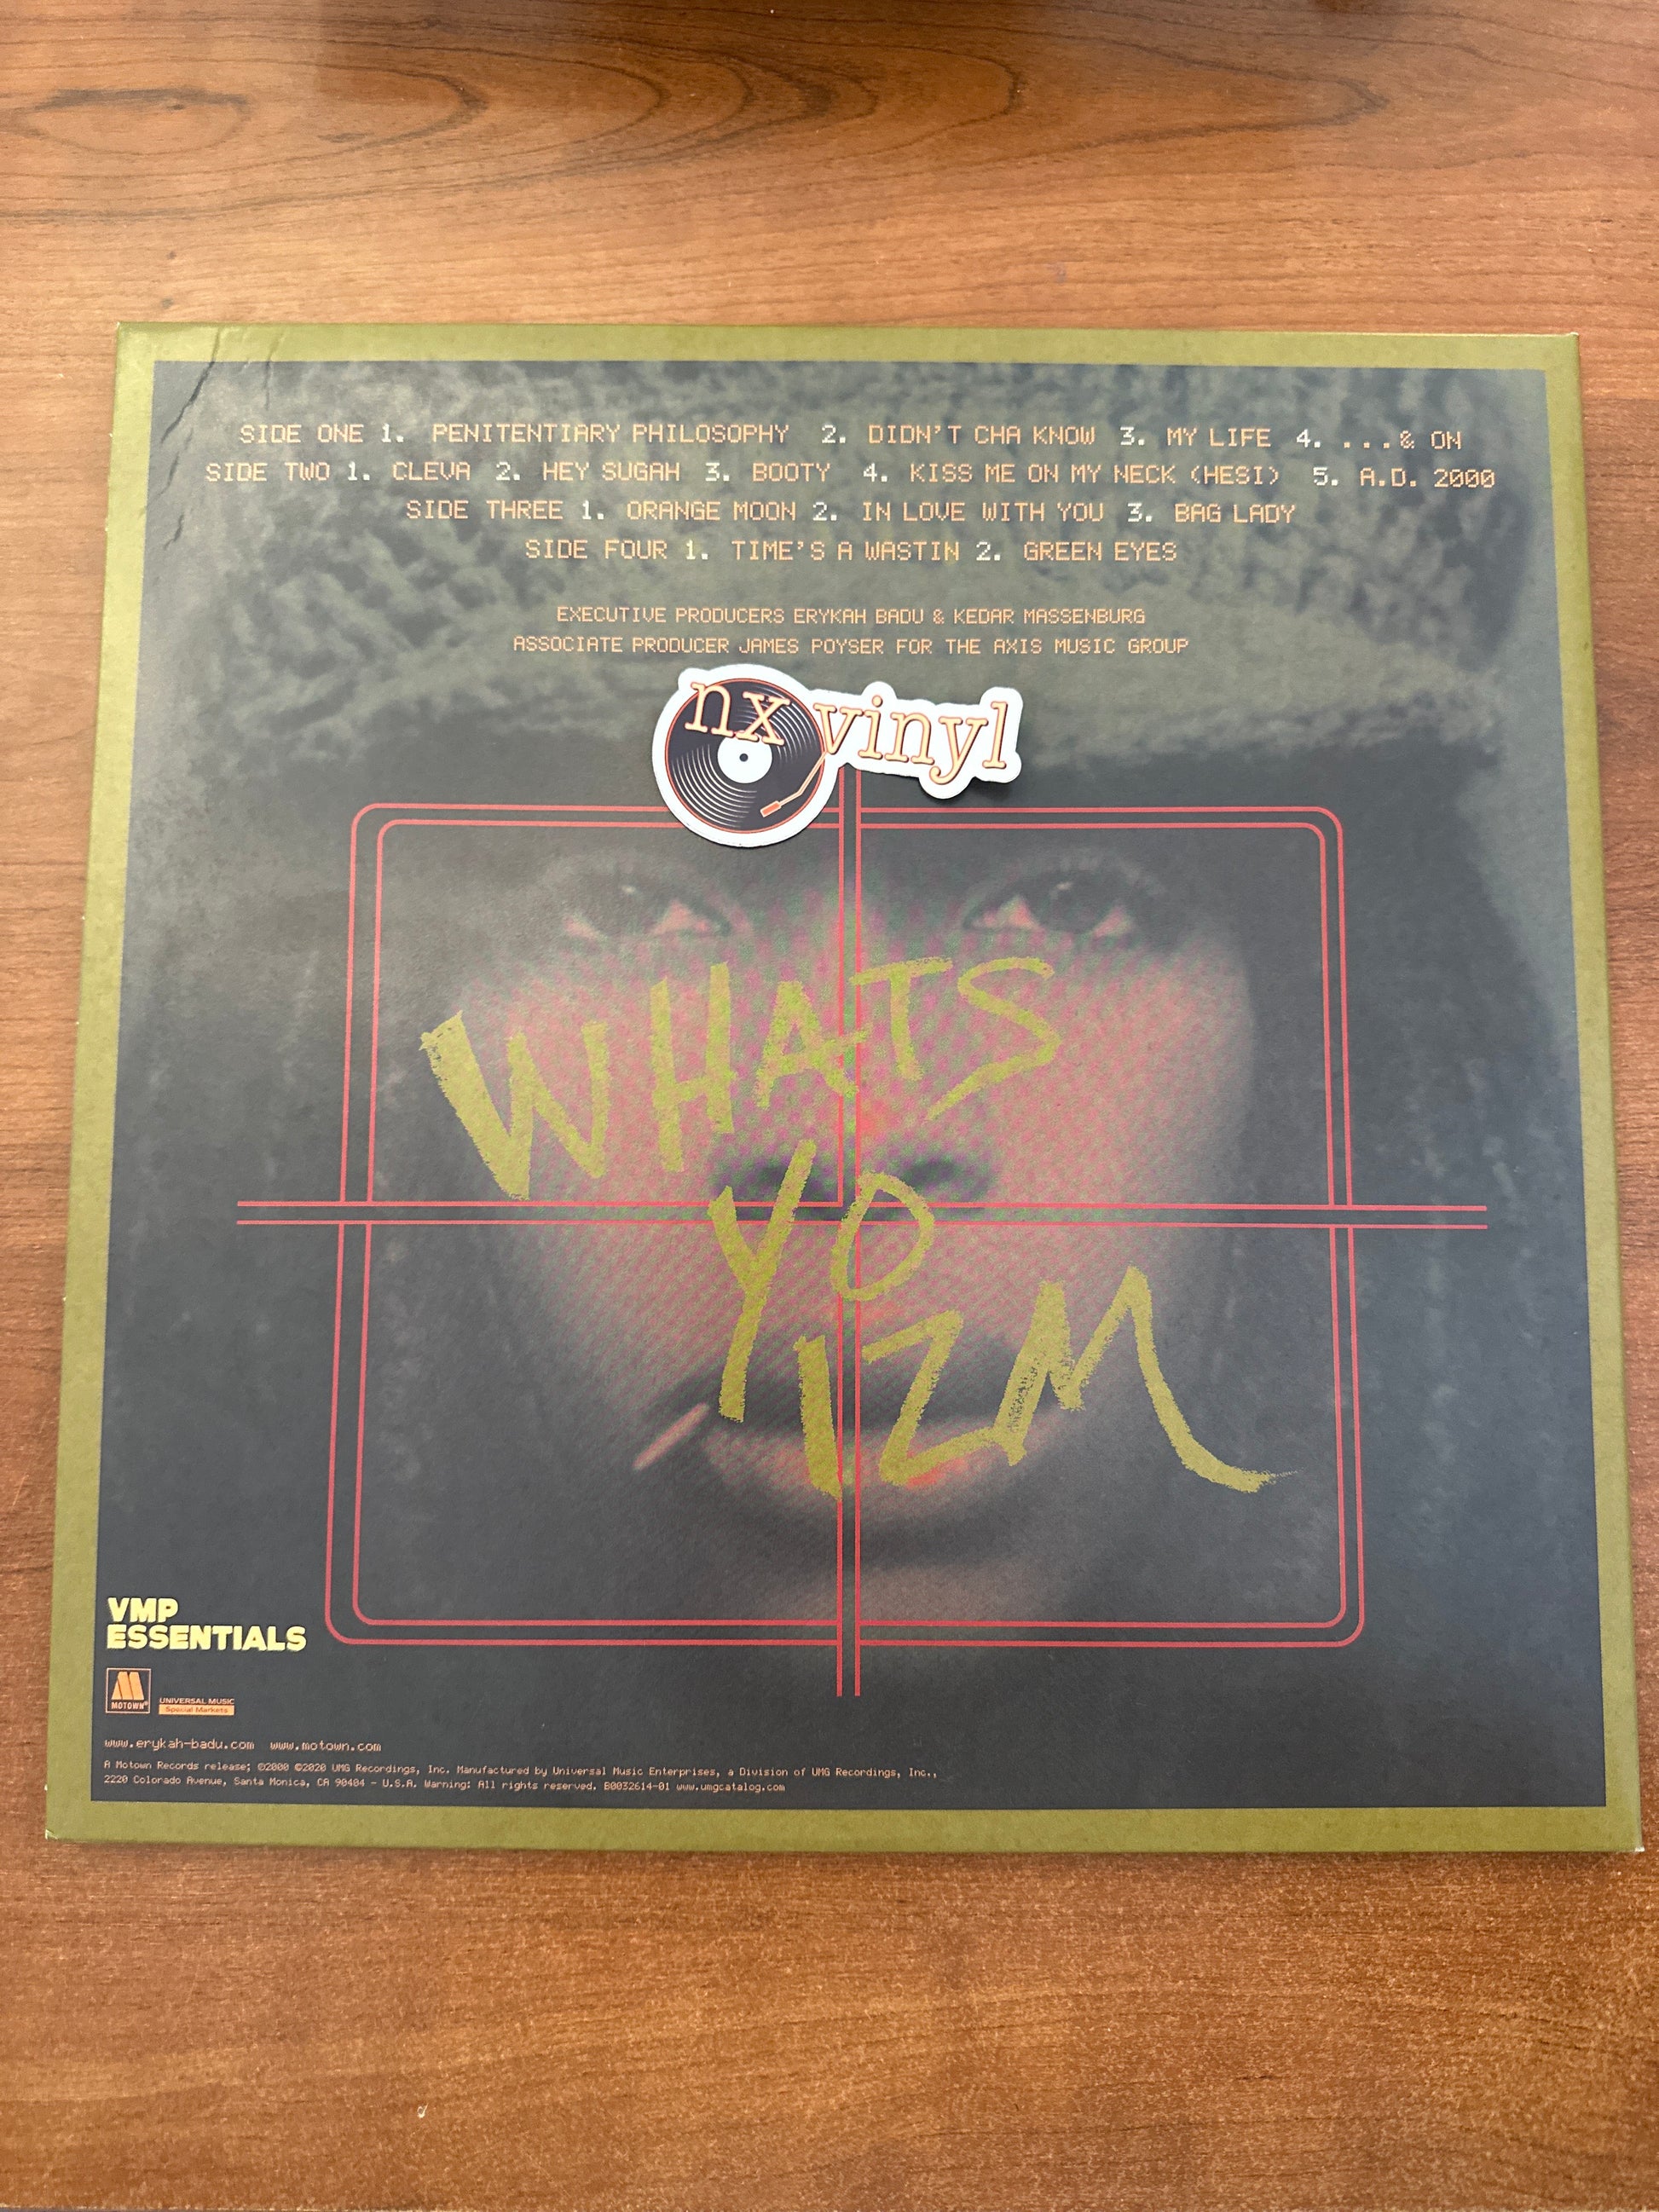 SIDE ONE 1. PENITENTIARY PHILOSOPHY 2. DIDN'T CHA KNOW 3. MY LIFE 4. ...& ON
SIDE TWO 1. CLEVA 2. HEY SUGAH 3. BOOTY 4. KISS ME ON MY NECK (HESI) 5. A.D. 2000
SIDE THREE 1. ORANGE MOON 2. IN LOVE WITH YOU 3. BAG LADY
SIDE FOUR 1. TIME'S A WASTIN 2. GREEN EYES
EXECUTIVE PRODUCERS ERYKAH BADU & KEDAR MASSENBURG
ASSOCIATE PRODUCER JAMES POYSER FOR THE AXIS MUSIC GROUP
nx vinyl
WHATS
YO
IZM
VMP
ESSENTIALS
MOTOWN®
UNIVERSAL MUSIC
Special Markets
www.erykah-badu.com www.motown.com
A Motown Records release; ©2000 ©2020 UMG Recordings, Inc. Manufactured by Universal Music Enterprises, a Division of UMG Recordings, Inc.,
2220 Colorado Avenue, Santa Monica, CA 90404 - U.S.A. Warning: All rights reserved. B0032614-01 www.umgcatalog.com